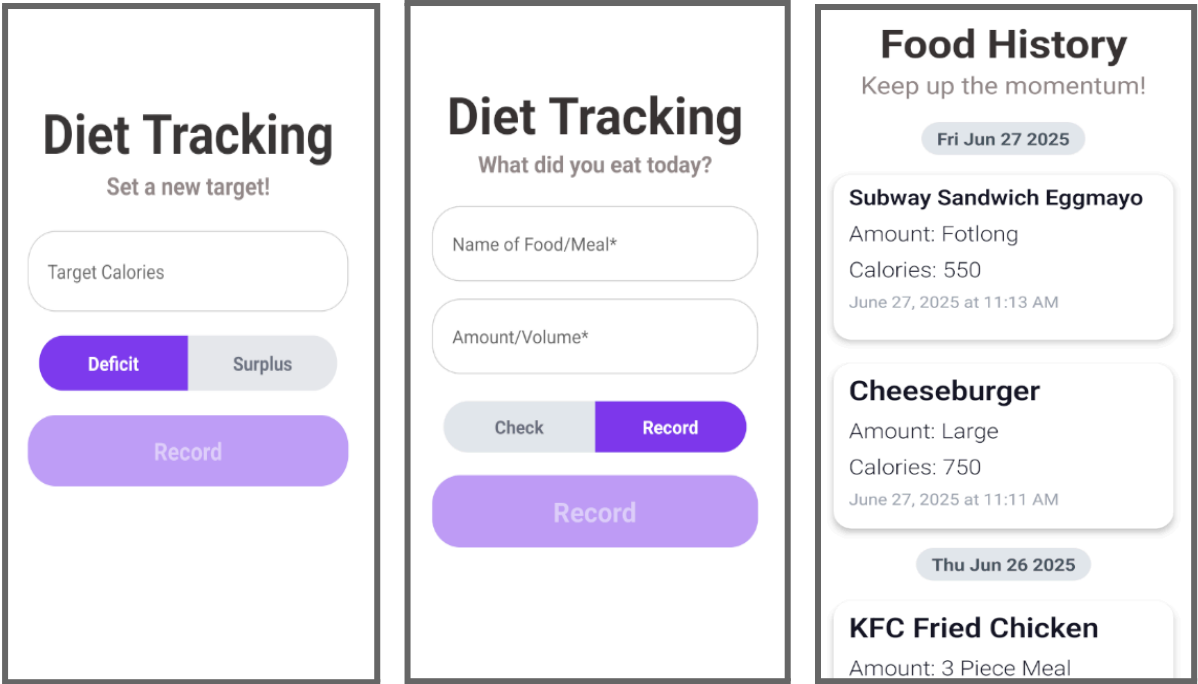 Diet Tracking
Set a new target!
Target Calories
Deficit
Surplus
Record
Diet Tracking
What did you eat today?
Name of Food/Meal*
Amount/Volume*
Check
Record
Record
Food History
Keep up the momentum!
Fri Jun 27 2025
Subway Sandwich Eggmayo
Amount: Fotlong
Calories: 550
June 27, 2025 at 11:13 AM
Cheeseburger
Amount: Large
Calories: 750
June 27, 2025 at 11:11 AM
Thu Jun 26 2025
KFC Fried Chicken
Amount: 3 Piece Meal